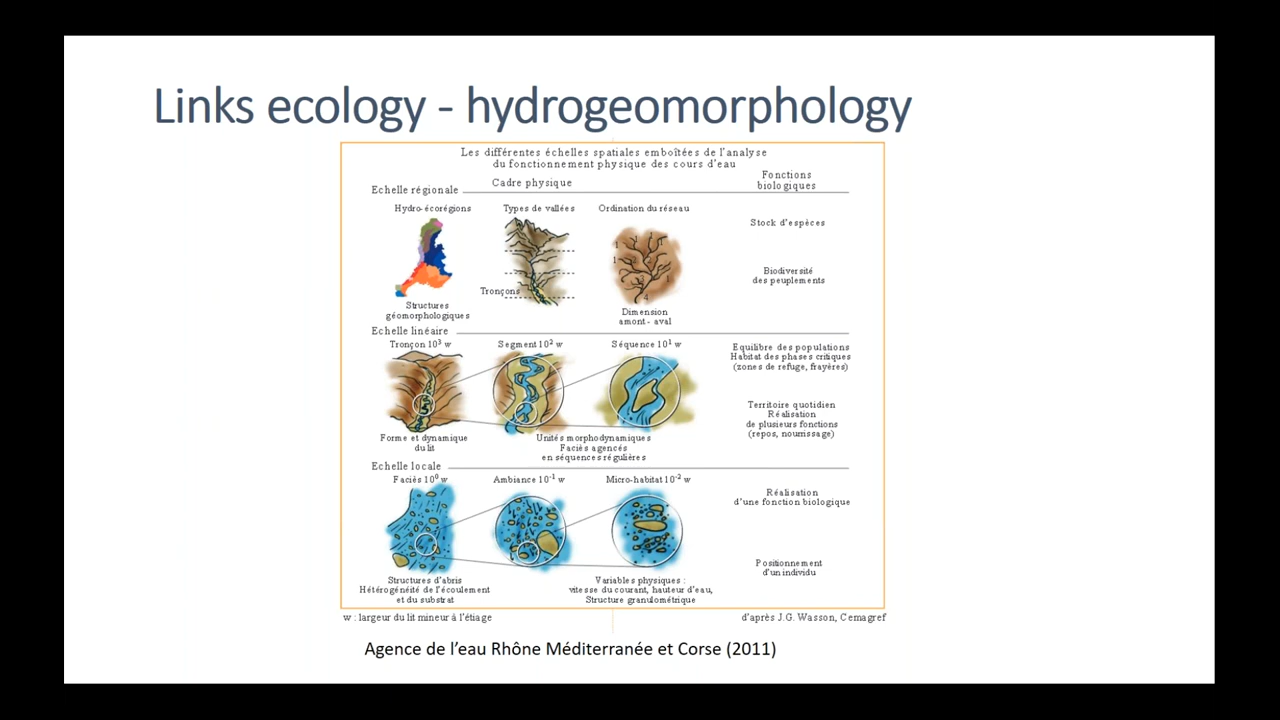 Links ecology - hydrogeomorphology
Les différentes échelles spatiales emboîtées de l'analyse
du fonctionnement physique des cours d'eau
Echelle régionale
Cadre physique
Fonctions
biologiques
Hydro-écorégions
Types de vallées
Ordination du réseau
Stock d'espèces
Biodiversité
des peuplements
Tronçons
Structures
géomorphologiques
Dimension
amont - aval
Echelle linéaire
Tronçon 10³ w
Segment 10² w
Séquence 10¹ w
Equilibre des populations
Habitat des phases critiques
(zones de refuge, frayères)
Territoire quotidien
Réalisation
de plusieurs fonctions
(repos, nourrissage)
Forme et dynamique
du lit
Unités morphodynamiques
Faciès agencés
en séquences régulières
Echelle locale
Faciès 10⁰ w
Ambiance 10⁻¹ w
Micro-habitat 10⁻² w
Réalisation
d'une fonction biologique
Positionnement
d'un individu
Structures d'abris
Hétérogénéité de l'écoulement
et du substrat
Variables physiques :
vitesse du courant, hauteur d'eau,
Structure granulométrique
w : largeur du lit mineur à l'étiage
d'après J.G. Wasson, Cemagref
Agence de l'eau Rhône Méditerranée et Corse (2011)